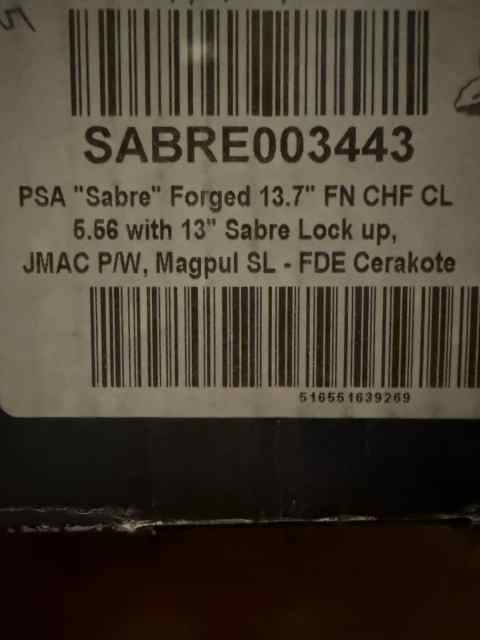 SABRE003443
PSA "Sabre" Forged 13.7" FN CHF CL
5.56 with 13" Sabre Lock up,
JMAC P/W, Magpul SL - FDE Cerakote
516551639269